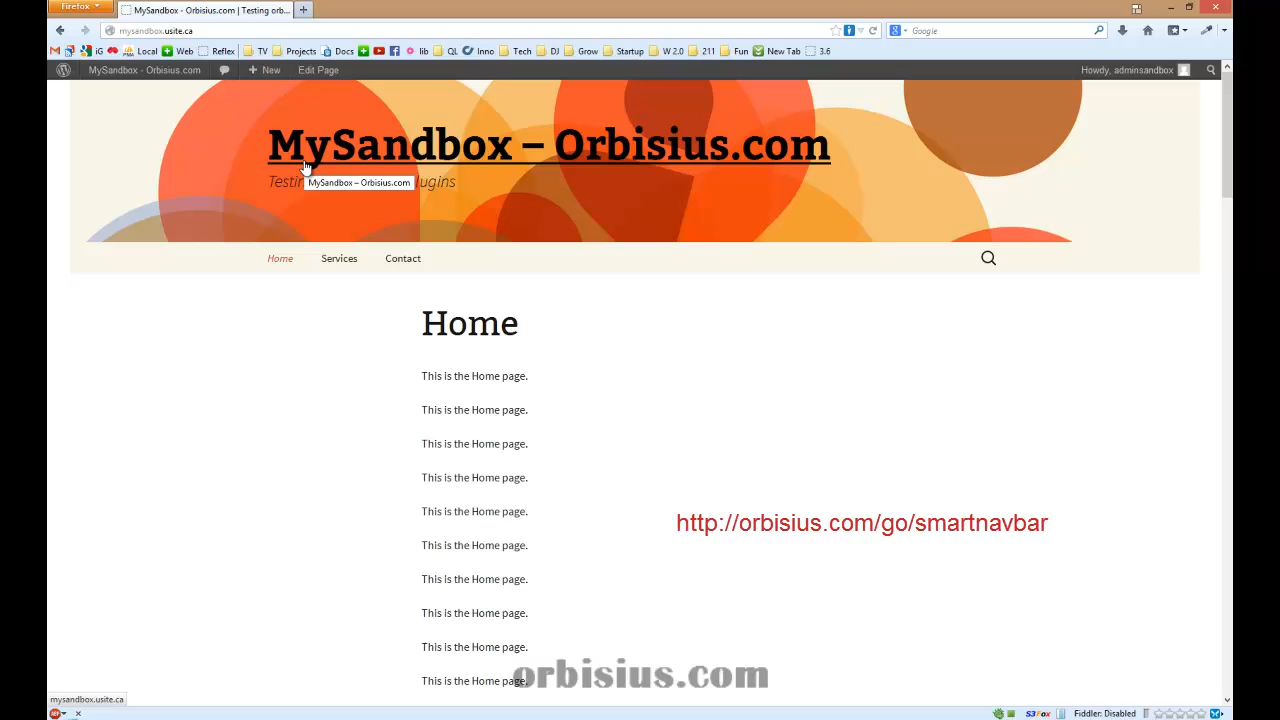 Firefox
MySandbox - Orbisius.com | Testing orb...
mysandbox.usite.ca
Google
iG
Local
Web
Reflex
TV
Projects
Docs
lib
QL
Inno
Tech
DJ
Grow
Startup
W 2.0
211
Fun
New Tab
3.6
MySandbox - Orbisius.com
New
Edit Page
Howdy, adminsandbox
MySandbox – Orbisius.com
MySandbox – Orbisius.com
Home
Services
Contact
Home
This is the Home page.
This is the Home page.
This is the Home page.
This is the Home page.
This is the Home page.
http://orbisius.com/go/smartnavbar
This is the Home page.
This is the Home page.
This is the Home page.
This is the Home page.
This is the Home page.
orbisius.com
mysandbox.usite.ca
S3Fox
Fiddler: Disabled